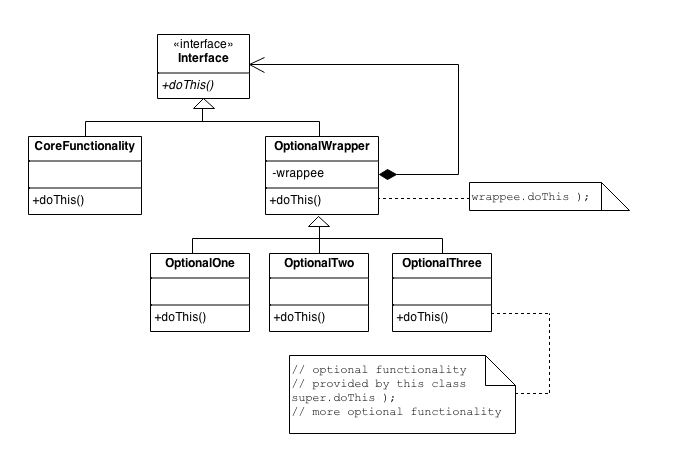 «interface»
Interface
+doThis()
CoreFunctionality
+doThis()
OptionalWrapper
-wrappee
+doThis()
wrappee.doThis );
OptionalOne
+doThis()
OptionalTwo
+doThis()
OptionalThree
+doThis()
// optional functionality
// provided by this class
super.doThis );
// more optional functionality